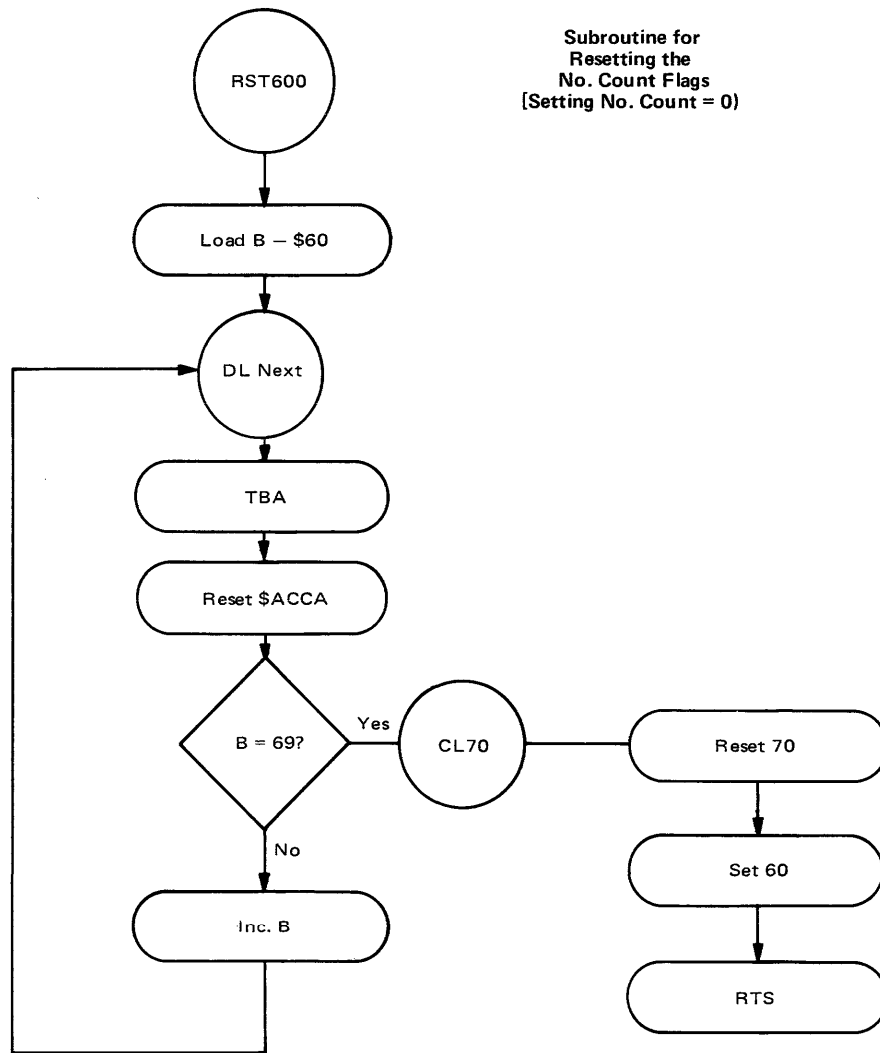 Subroutine for
Resetting the
No. Count Flags
[Setting No. Count = 0)
RST600
Load B — $60
DL Next
TBA
Reset $ACCA
B = 69?
Yes
CL70
Reset 70
No
Set 60
Inc. B
RTS